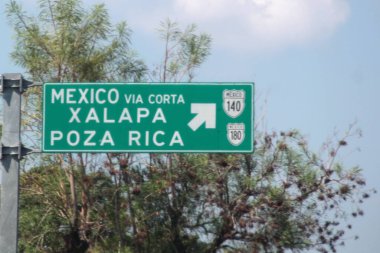 MEXICO VIA CORTA
XALAPA
POZA RICA
MEXICO
140
MEXICO
180